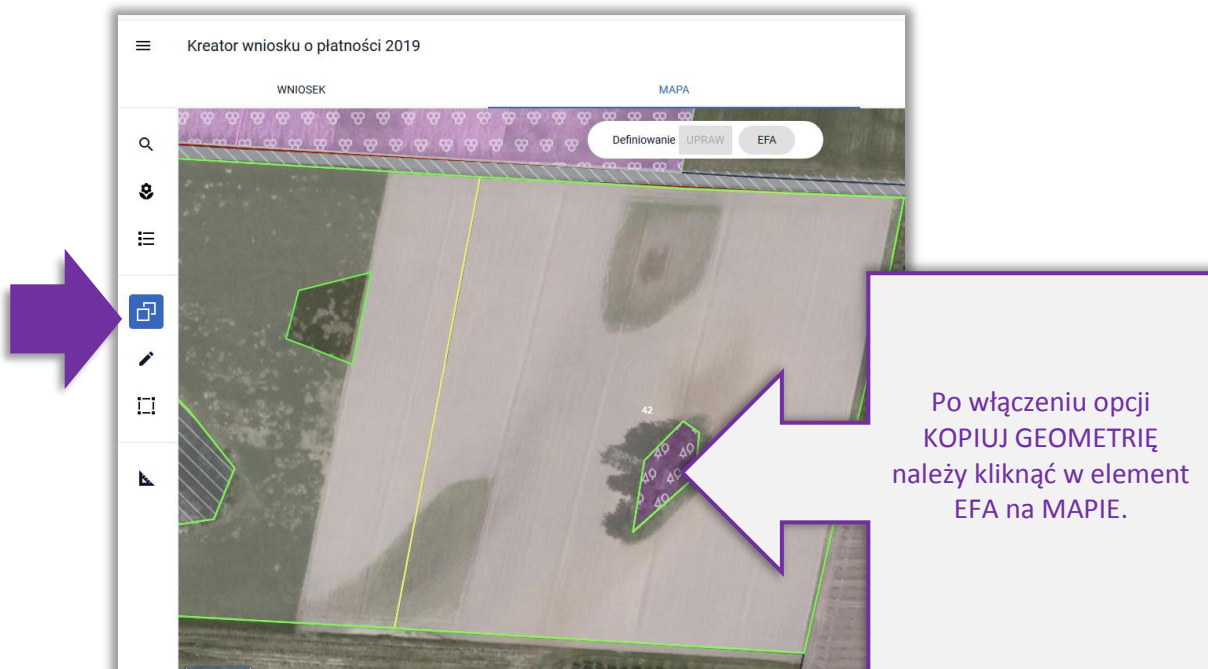 Kreator wniosku o płatności 2019
WNIOSEK
MAPA
Definiowanie UPRAW EFA
42
Po włączeniu opcji
KOPIUJ GEOMETRIĘ
należy kliknąć w element
EFA na MAPIE.